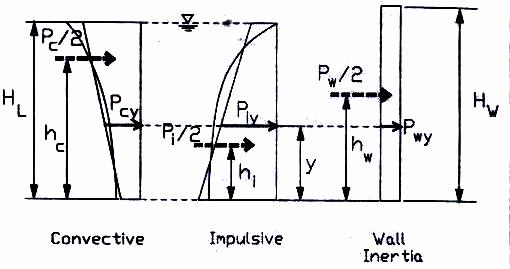 P_c/2
P_cy
H_L
h_c
P_i/2
P_iy
h_i
y
P_w/2
P_wy
h_w
H_W
Convective
Impulsive
Wall
Inertia